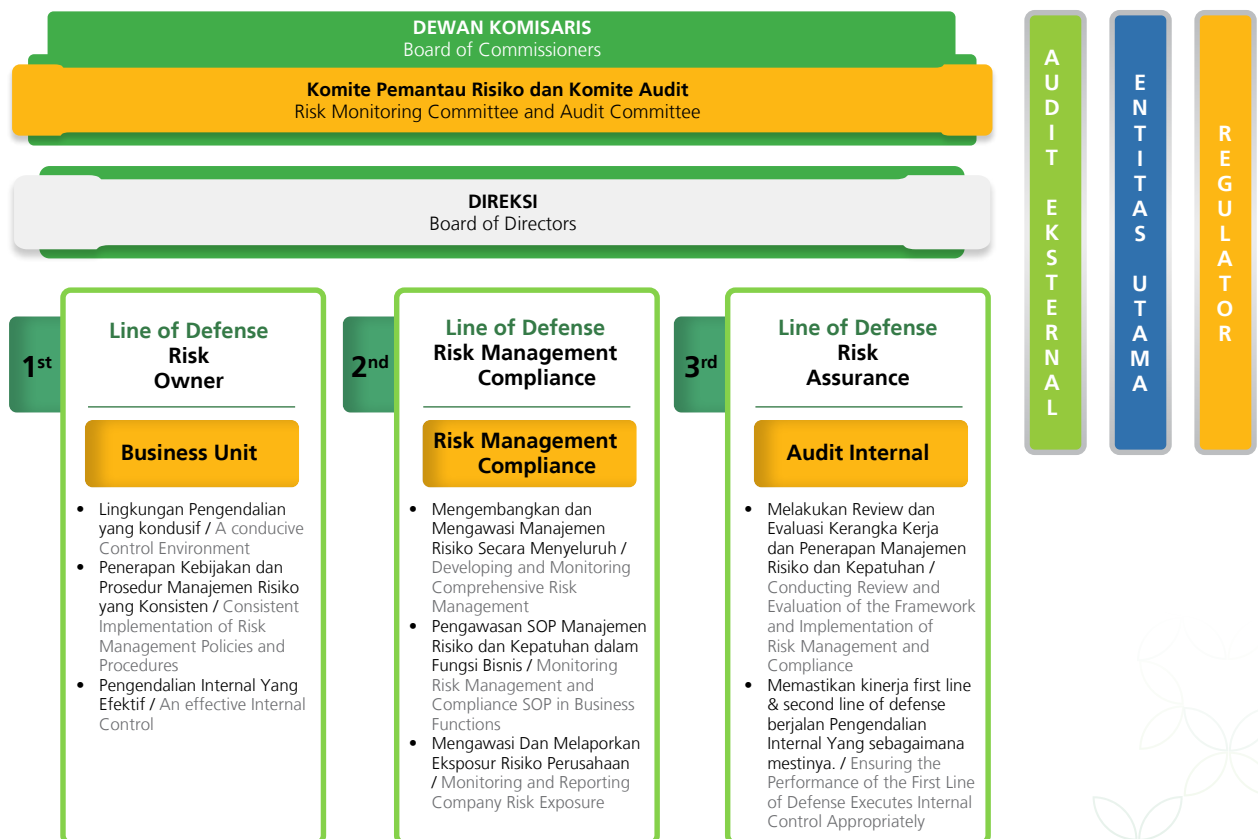 DEWAN KOMISARIS
Board of Commissioners
Komite Pemantau Risiko dan Komite Audit
Risk Monitoring Committee and Audit Committee
DIREKSI
Board of Directors
AUDIT EKSTERNAL
ENTITAS UTAMA
REGULATOR
1st
Line of Defense
Risk
Owner
Business Unit
• Lingkungan Pengendalian
yang kondusif / A conducive
Control Environment
• Penerapan Kebijakan dan
Prosedur Manajemen Risiko
yang Konsisten / Consistent
Implementation of Risk
Management Policies and
Procedures
• Pengendalian Internal Yang
Efektif / An effective Internal
Control
2nd
Line of Defense
Risk Management
Compliance
Risk Management
Compliance
• Mengembangkan dan
Mengawasi Manajemen
Risiko Secara Menyeluruh /
Developing and Monitoring
Comprehensive Risk
Management
• Pengawasan SOP Manajemen
Risiko dan Kepatuhan dalam
Fungsi Bisnis / Monitoring
Risk Management and
Compliance SOP in Business
Functions
• Mengawasi Dan Melaporkan
Eksposur Risiko Perusahaan
/ Monitoring and Reporting
Company Risk Exposure
3rd
Line of Defense
Risk
Assurance
Audit Internal
• Melakukan Review dan
Evaluasi Kerangka Kerja
dan Penerapan Manajemen
Risiko dan Kepatuhan /
Conducting Review and
Evaluation of the Framework
and Implementation of
Risk Management and
Compliance
• Memastikan kinerja first line
& second line of defense
berjalan Pengendalian
Internal Yang sebagaimana
mestinya. / Ensuring the
Performance of the First Line
of Defense Executes Internal
Control Appropriately